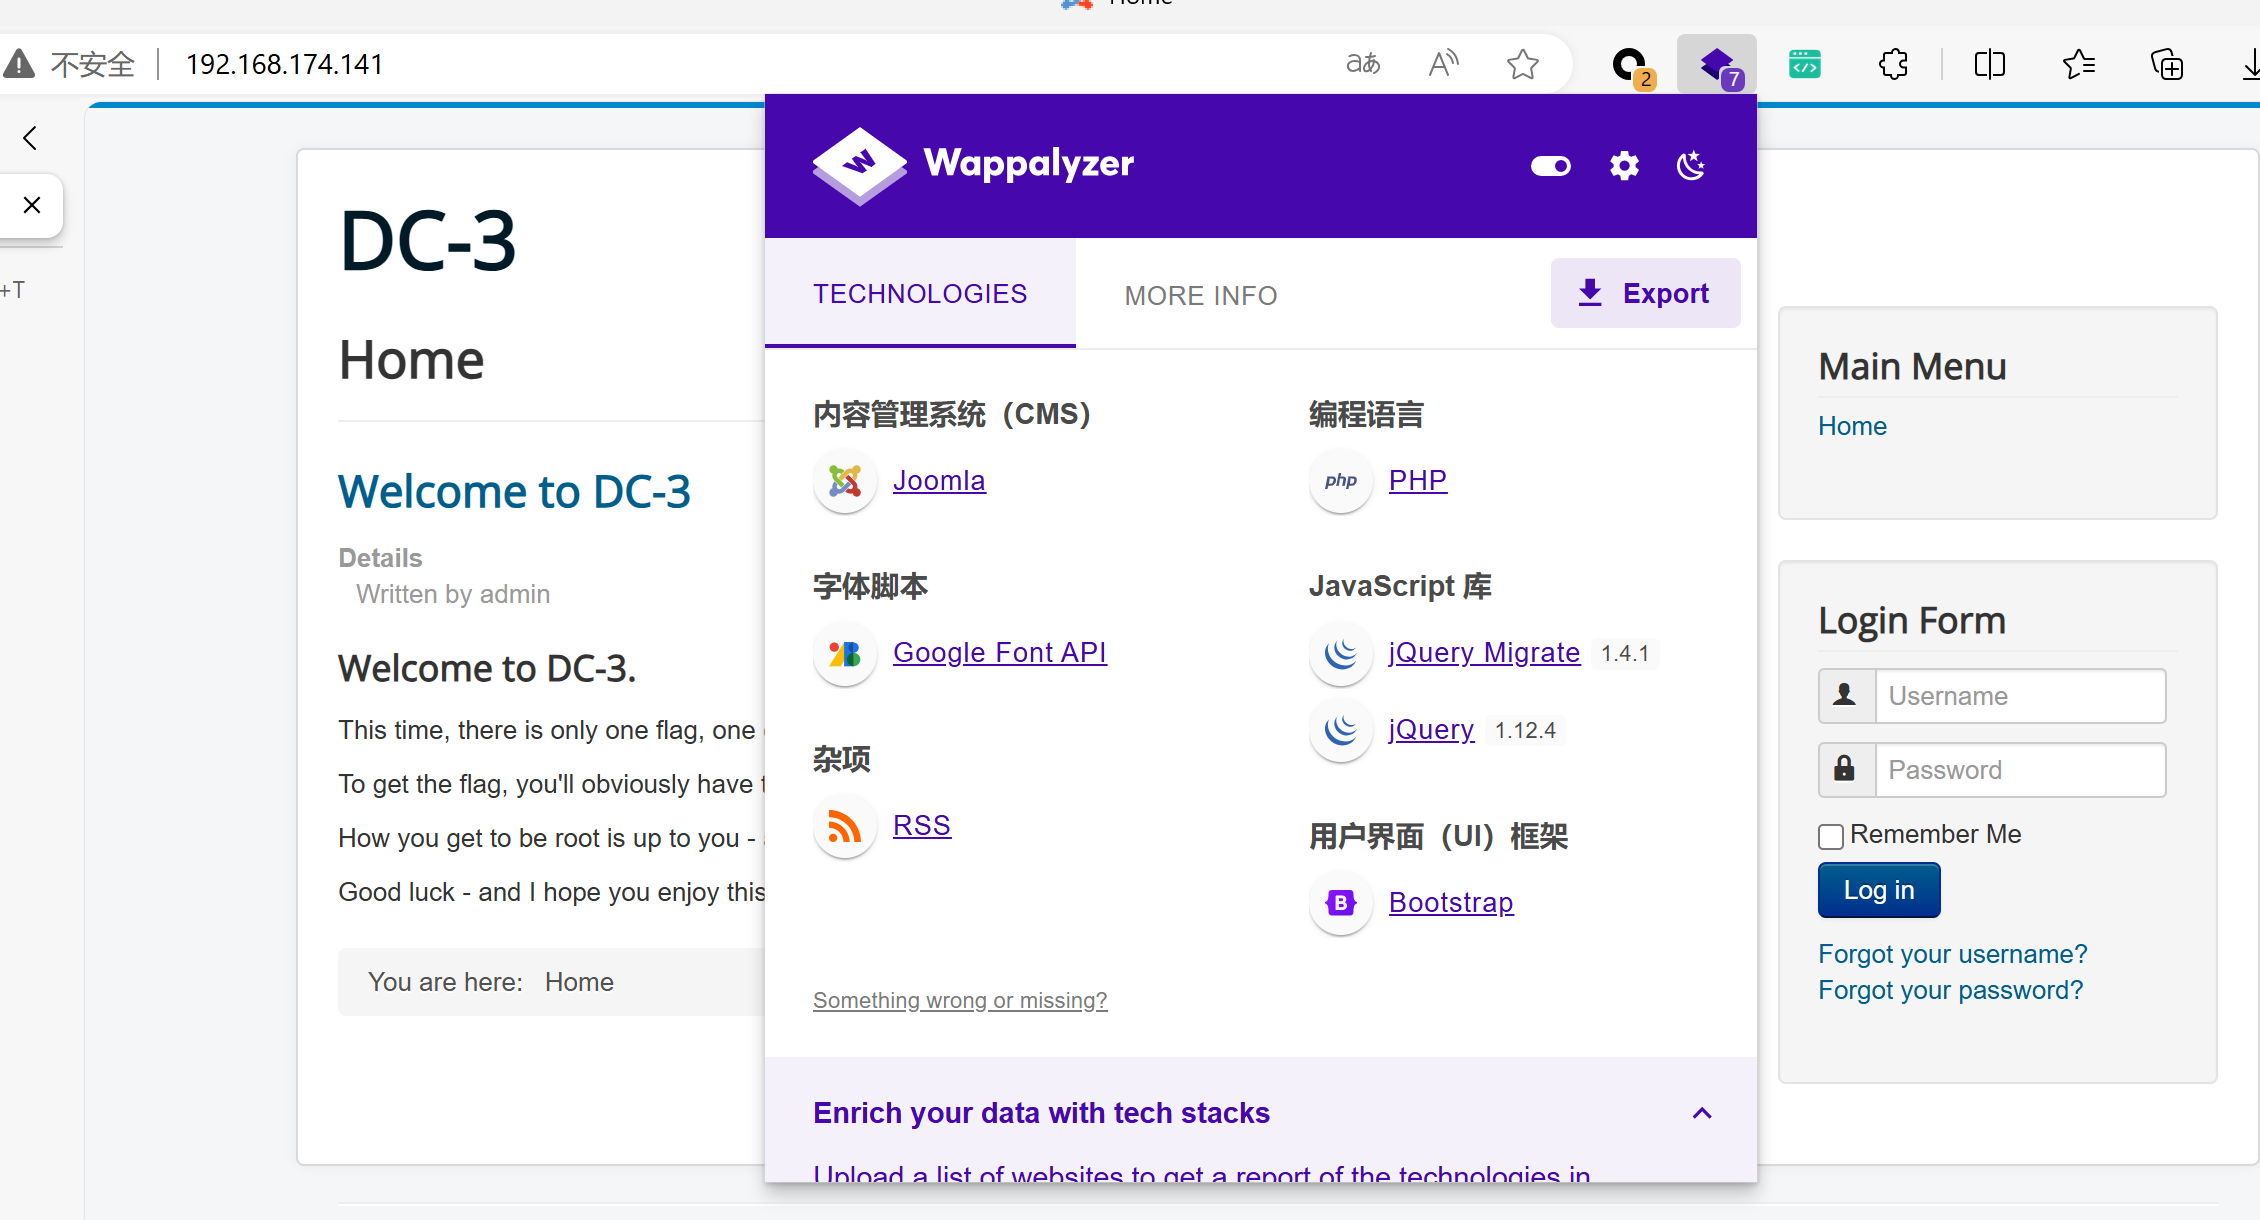 Home
不安全
192.168.174.141
aあ
A
2
7
+T
DC-3
Home
Welcome to DC-3
Details
Written by admin
Welcome to DC-3.
This time, there is only one flag, one
To get the flag, you'll obviously have
How you get to be root is up to you -
Good luck - and I hope you enjoy this
You are here: Home
Wappalyzer
TECHNOLOGIES
MORE INFO
Export
内容管理系统（CMS）
Joomla
字体脚本
Google Font API
杂项
RSS
编程语言
php
PHP
JavaScript 库
jQuery Migrate 1.4.1
jQuery 1.12.4
用户界面（UI）框架
B
Bootstrap
Something wrong or missing?
Enrich your data with tech stacks
Upload a list of websites to get a report of the technologies in
Main Menu
Home
Login Form
Username
Password
Remember Me
Log in
Forgot your username?
Forgot your password?